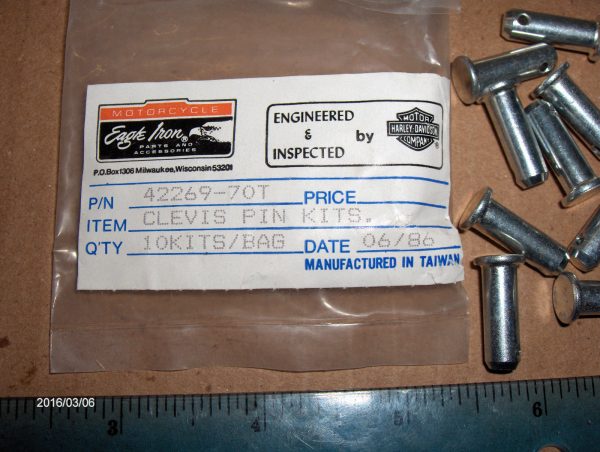 MOTORCYCLE
Eagle Iron®
PARTS AND
ACCESSORIES
P.O.Box1306 Milwaukee,Wisconsin53201
ENGINEERED
&
INSPECTED
by
MOTOR
HARLEY-DAVIDSON
COMPANY
P/N 42269-70T PRICE
ITEM CLEVIS PIN KITS.
Q'TY 10KITS/BAG DATE 06/86
MANUFACTURED IN TAIWAN
2016/03/06
3 4 5 6